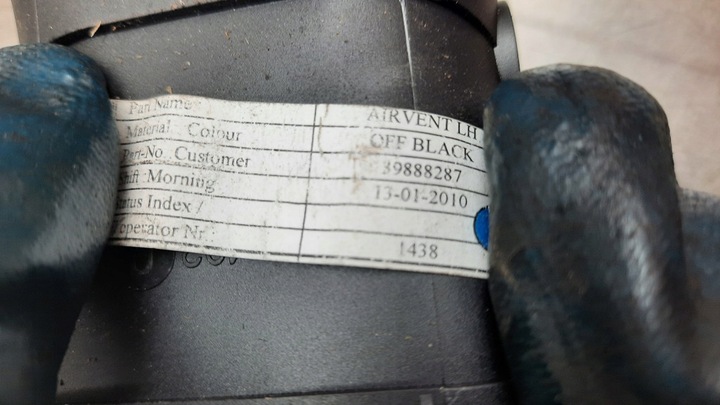 Part Name AIRVENT LH
Material Colour OFF BLACK
Part-No Customer 39888287
Shift Morning 13-01-2010
Status Index /
Operator Nr 1438